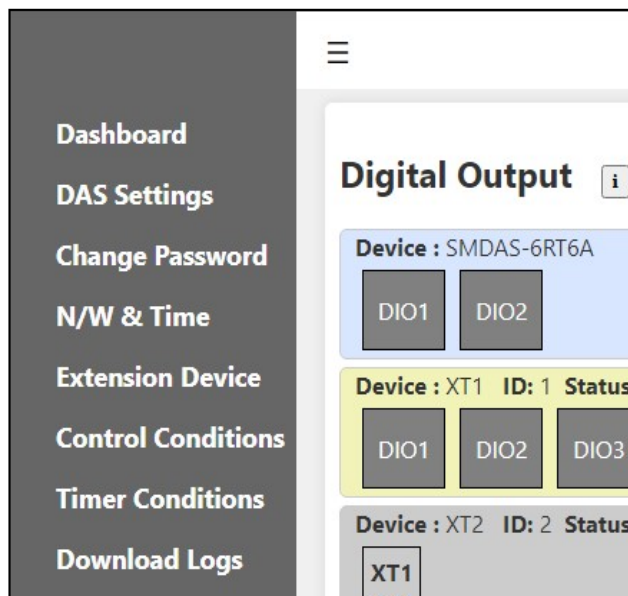 ☰
Dashboard
DAS Settings
Change Password
N/W & Time
Extension Device
Control Conditions
Timer Conditions
Download Logs
Digital Output i
Device : SMDAS-6RT6A
DIO1 DIO2
Device : XT1 ID: 1 Status
DIO1 DIO2 DIO3
Device : XT2 ID: 2 Status
XT1